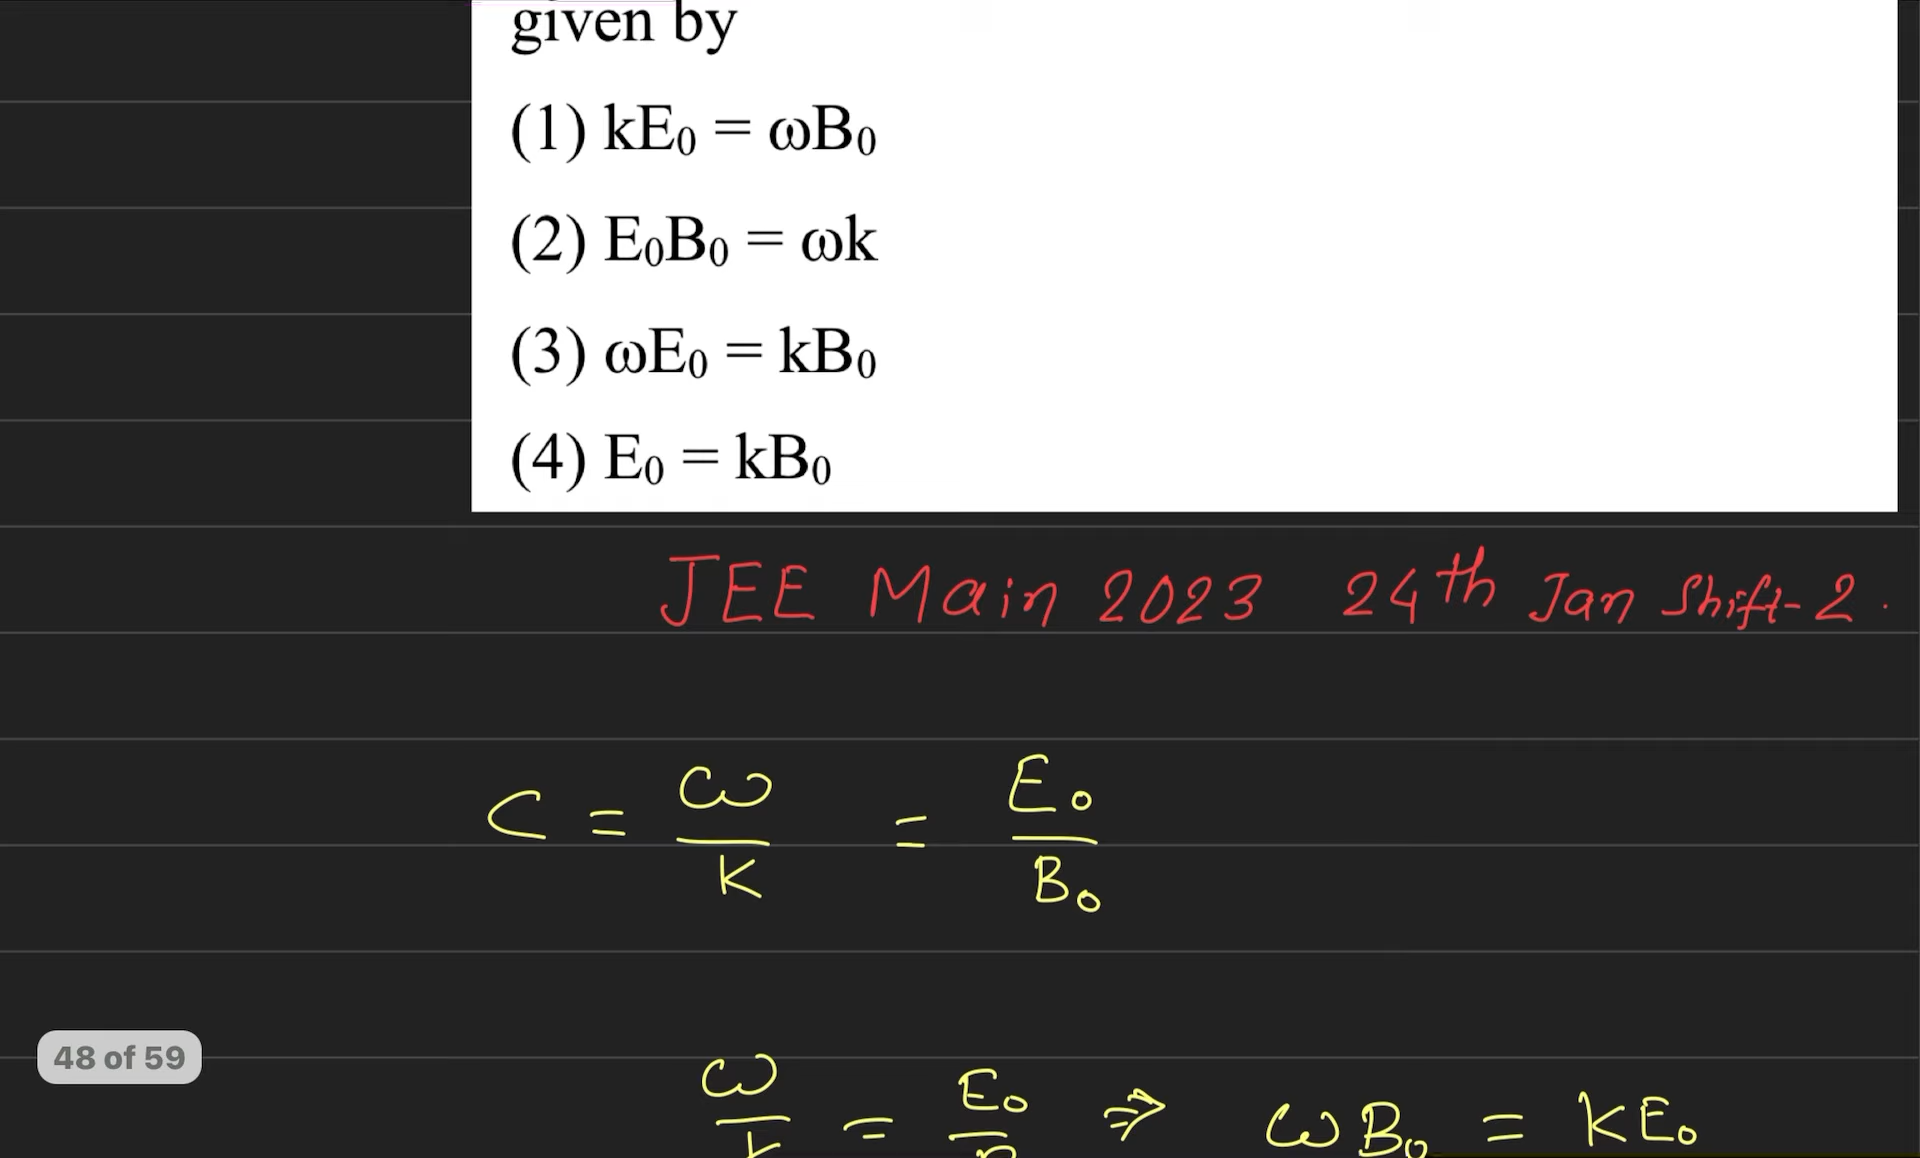 given by
(1) kE₀ = ωB₀
(2) E₀B₀ = ωk
(3) ωE₀ = kB₀
(4) E₀ = kB₀
JEE Main 2023 24th Jan Shift-2.
C = ω/K = E₀/B₀
48 of 59
ω/k = E₀/B ⇒ ωB₀ = KE₀